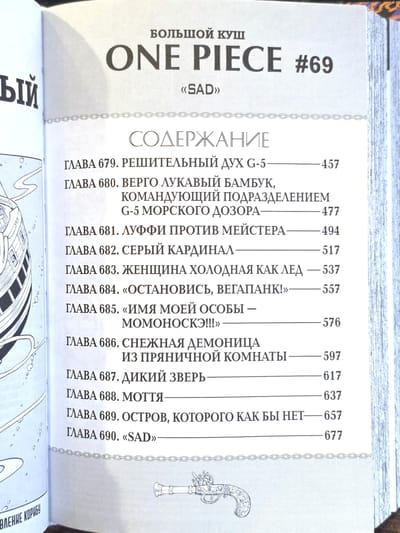 БОЛЬШОЙ КУШ
ONE PIECE #69
«SAD»
СОДЕРЖАНИЕ
ГЛАВА 679. РЕШИТЕЛЬНЫЙ ДУХ G-5 457
ГЛАВА 680. ВЕРГО ЛУКАВЫЙ БАМБУК,
КОМАНДУЮЩИЙ ПОДРАЗДЕЛЕНИЕМ
G-5 МОРСКОГО ДОЗОРА 477
ГЛАВА 681. ЛУФФИ ПРОТИВ МЕЙСТЕРА 494
ГЛАВА 682. СЕРЫЙ КАРДИНАЛ 517
ГЛАВА 683. ЖЕНЩИНА ХОЛОДНАЯ КАК ЛЕД 537
ГЛАВА 684. «ОСТАНОВИСЬ, ВЕГАПАНК!» 557
ГЛАВА 685. «ИМЯ МОЕЙ ОСОБЫ —
МОМОНОСКЭ!!!» 576
ГЛАВА 686. СНЕЖНАЯ ДЕМОНИЦА
ИЗ ПРЯНИЧНОЙ КОМНАТЫ 597
ГЛАВА 687. ДИКИЙ ЗВЕРЬ 617
ГЛАВА 688. МОТТЯ 637
ГЛАВА 689. ОСТРОВ, КОТОРОГО КАК БЫ НЕТ 657
ГЛАВА 690. «SAD» 677